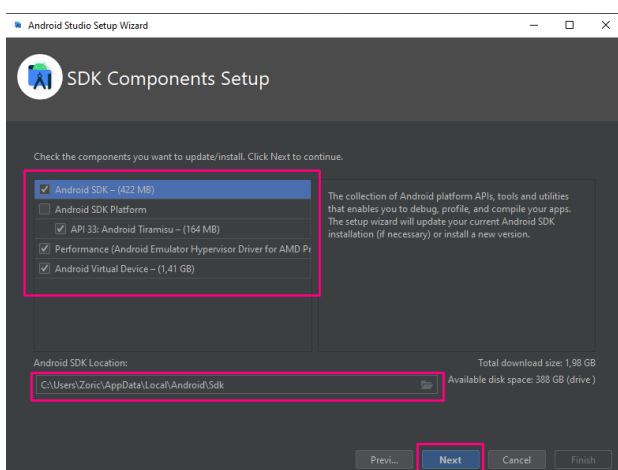 Android Studio Setup Wizard
SDK Components Setup
Check the components you want to update/install. Click Next to continue.
Android SDK – (422 MB)
Android SDK Platform
API 33: Android Tiramisu – (164 MB)
Performance (Android Emulator Hypervisor Driver for AMD Pr
Android Virtual Device – (1,41 GB)
The collection of Android platform APIs, tools and utilities
that enables you to debug, profile, and compile your apps.
The setup wizard will update your current Android SDK
installation (if necessary) or install a new version.
Android SDK Location:
Total download size: 1,98 GB
C:\Users\Zoric\AppData\Local\Android\Sdk
Available disk space: 388 GB (drive )
Previ...
Next
Cancel
Finish